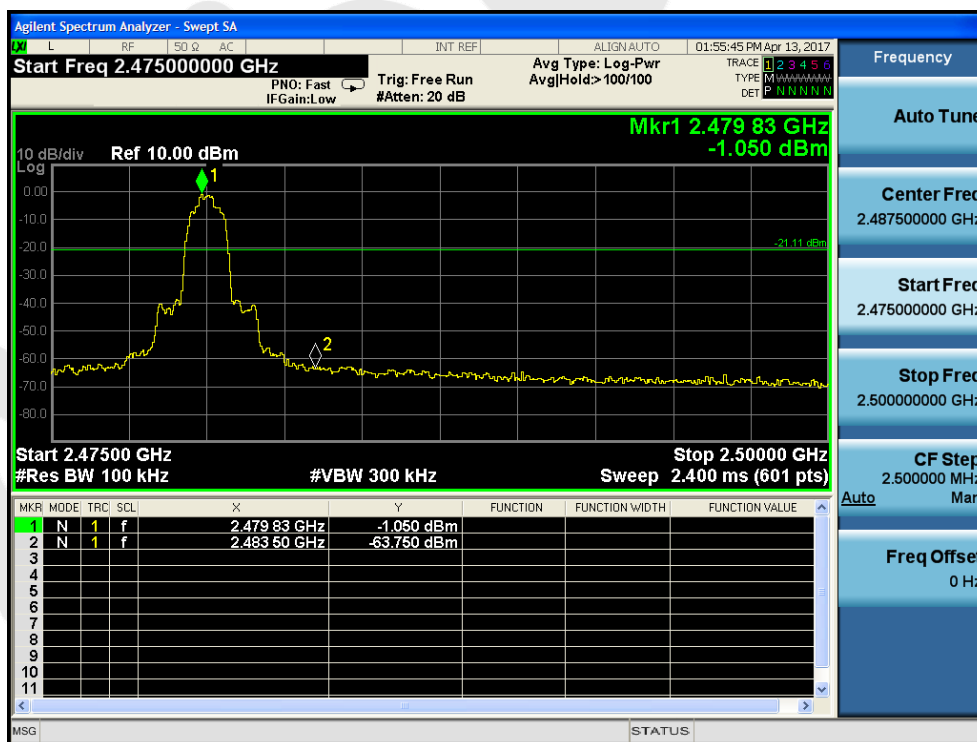 Agilent Spectrum Analyzer - Swept SA
LXI L RF 50 Ω AC INT REF ALIGNAUTO 01:55:45 PM Apr 13, 2017
Start Freq 2.475000000 GHz
PNO: Fast
IFGain:Low
Trig: Free Run
#Atten: 20 dB
Avg Type: Log-Pwr
Avg|Hold:>100/100
TRACE 1 2 3 4 5 6
TYPE M
DET P N N N N N
Mkr1 2.479 83 GHz
-1.050 dBm
10 dB/div Ref 10.00 dBm
Log
1
0.00
-10.0
-20.0
-21.11 dBm
-30.0
-40.0
-50.0
2
-60.0
-70.0
-80.0
Start 2.47500 GHz Stop 2.50000 GHz
#Res BW 100 kHz #VBW 300 kHz Sweep 2.400 ms (601 pts)
MKR MODE TRC SCL X Y FUNCTION FUNCTION WIDTH FUNCTION VALUE
1 N 1 f 2.479 83 GHz -1.050 dBm
2 N 1 f 2.483 50 GHz -63.750 dBm
3
4
5
6
7
8
9
10
11
MSG STATUS
Frequency
Auto Tune
Center Freq
2.487500000 GHz
Start Freq
2.475000000 GHz
Stop Freq
2.500000000 GHz
CF Step
2.500000 MHz
Auto Man
Freq Offset
0 Hz